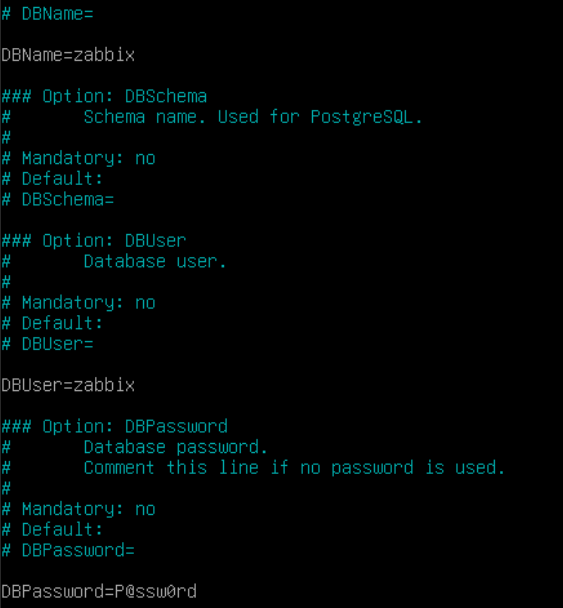 # DBName=
DBName=zabbix
### Option: DBSchema
#       Schema name. Used for PostgreSQL.
#
# Mandatory: no
# Default:
# DBSchema=
### Option: DBUser
#       Database user.
#
# Mandatory: no
# Default:
# DBUser=
DBUser=zabbix
### Option: DBPassword
#       Database password.
#       Comment this line if no password is used.
#
# Mandatory: no
# Default:
# DBPassword=
DBPassword=P@ssw0rd